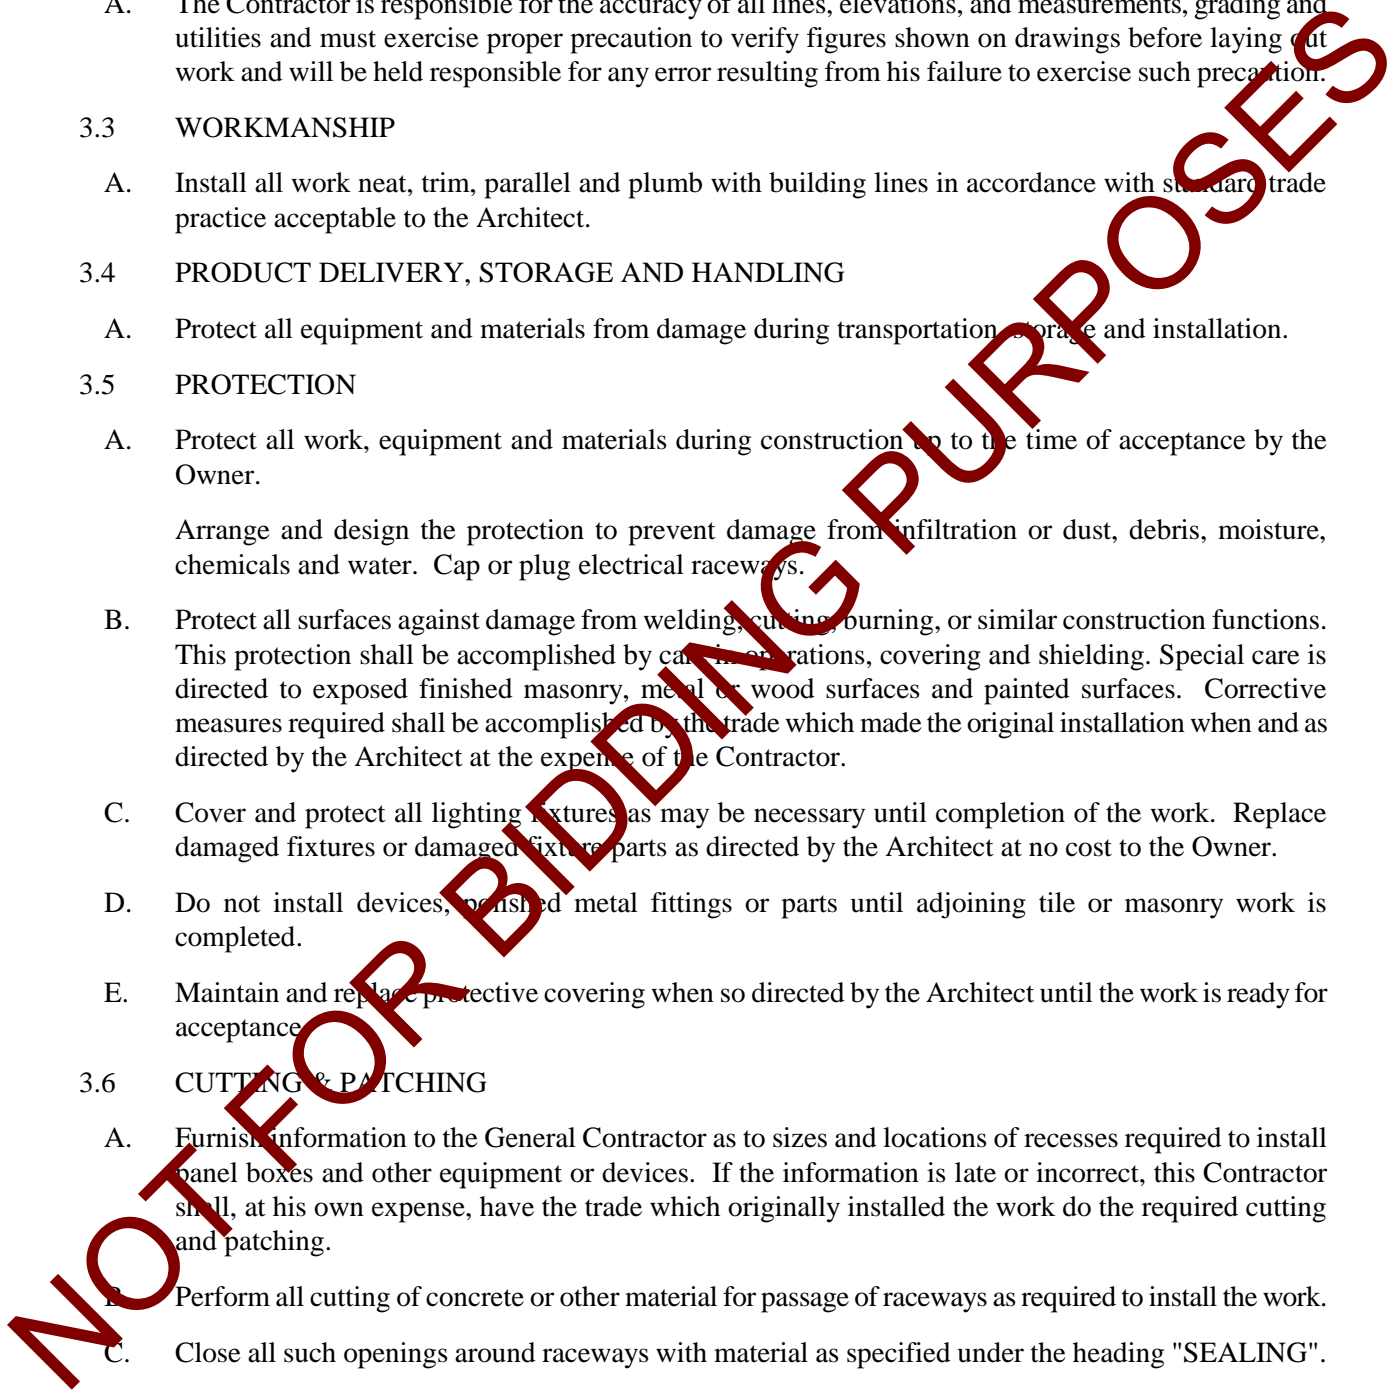 A. The Contractor is responsible for the accuracy of all lines, elevations, and measurements, grading and
utilities and must exercise proper precaution to verify figures shown on drawings before laying out
work and will be held responsible for any error resulting from his failure to exercise such precaution.
3.3 WORKMANSHIP
A. Install all work neat, trim, parallel and plumb with building lines in accordance with standard trade
practice acceptable to the Architect.
3.4 PRODUCT DELIVERY, STORAGE AND HANDLING
A. Protect all equipment and materials from damage during transportation, storage and installation.
3.5 PROTECTION
A. Protect all work, equipment and materials during construction up to the time of acceptance by the
Owner.
Arrange and design the protection to prevent damage from infiltration or dust, debris, moisture,
chemicals and water. Cap or plug electrical raceways.
B. Protect all surfaces against damage from welding, cutting, burning, or similar construction functions.
This protection shall be accomplished by care in operations, covering and shielding. Special care is
directed to exposed finished masonry, metal or wood surfaces and painted surfaces. Corrective
measures required shall be accomplished by the trade which made the original installation when and as
directed by the Architect at the expense of the Contractor.
C. Cover and protect all lighting fixtures as may be necessary until completion of the work. Replace
damaged fixtures or damaged fixture parts as directed by the Architect at no cost to the Owner.
D. Do not install devices, polished metal fittings or parts until adjoining tile or masonry work is
completed.
E. Maintain and replace protective covering when so directed by the Architect until the work is ready for
acceptance.
3.6 CUTTING & PATCHING
A. Furnish information to the General Contractor as to sizes and locations of recesses required to install
panel boxes and other equipment or devices. If the information is late or incorrect, this Contractor
shall, at his own expense, have the trade which originally installed the work do the required cutting
and patching.
B. Perform all cutting of concrete or other material for passage of raceways as required to install the work.
C. Close all such openings around raceways with material as specified under the heading "SEALING".
NOT FOR BIDDING PURPOSES